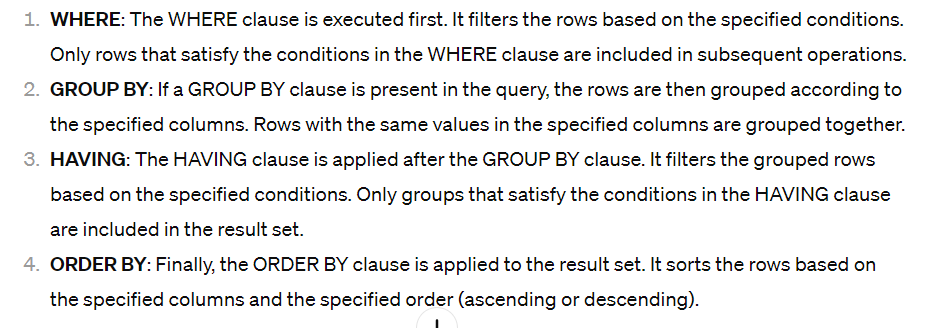 1. WHERE: The WHERE clause is executed first. It filters the rows based on the specified conditions.
Only rows that satisfy the conditions in the WHERE clause are included in subsequent operations.
2. GROUP BY: If a GROUP BY clause is present in the query, the rows are then grouped according to
the specified columns. Rows with the same values in the specified columns are grouped together.
3. HAVING: The HAVING clause is applied after the GROUP BY clause. It filters the grouped rows
based on the specified conditions. Only groups that satisfy the conditions in the HAVING clause
are included in the result set.
4. ORDER BY: Finally, the ORDER BY clause is applied to the result set. It sorts the rows based on
the specified columns and the specified order (ascending or descending).